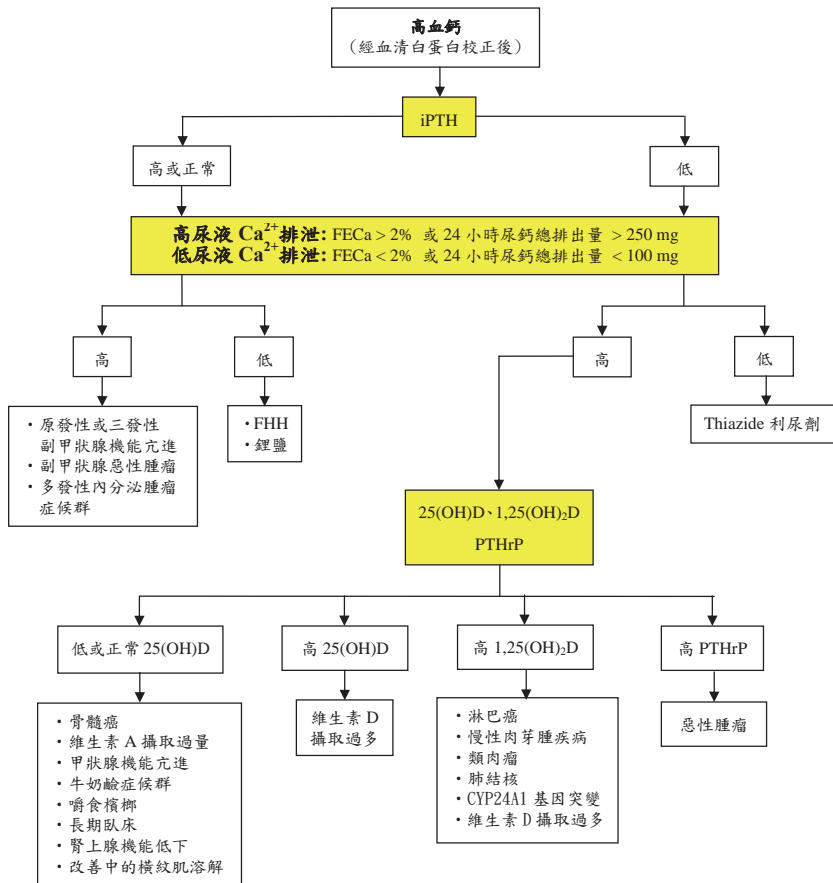 高血鈣
（經血清白蛋白校正後）
iPTH
高或正常
低
高尿液 Ca²⁺排泄: FECa > 2% 或 24 小時尿鈣總排出量 > 250 mg
低尿液 Ca²⁺排泄: FECa < 2% 或 24 小時尿鈣總排出量 < 100 mg
高
低
高
低
・原發性或三發性
副甲狀腺機能亢進
・副甲狀腺惡性腫瘤
・多發性內分泌腫瘤
症候群
・FHH
・鋰鹽
Thiazide 利尿劑
25(OH)D、1,25(OH)₂D
PTHrP
低或正常 25(OH)D
高 25(OH)D
高 1,25(OH)₂D
高 PTHrP
・骨髓癌
・維生素 A 攝取過量
・甲狀腺機能亢進
・牛奶鹼症候群
・嚼食檳榔
・長期臥床
・腎上腺機能低下
・改善中的橫紋肌溶解
維生素 D
攝取過多
・淋巴癌
・慢性肉芽腫疾病
・類肉瘤
・肺結核
・CYP24A1 基因突變
・維生素 D 攝取過多
惡性腫瘤